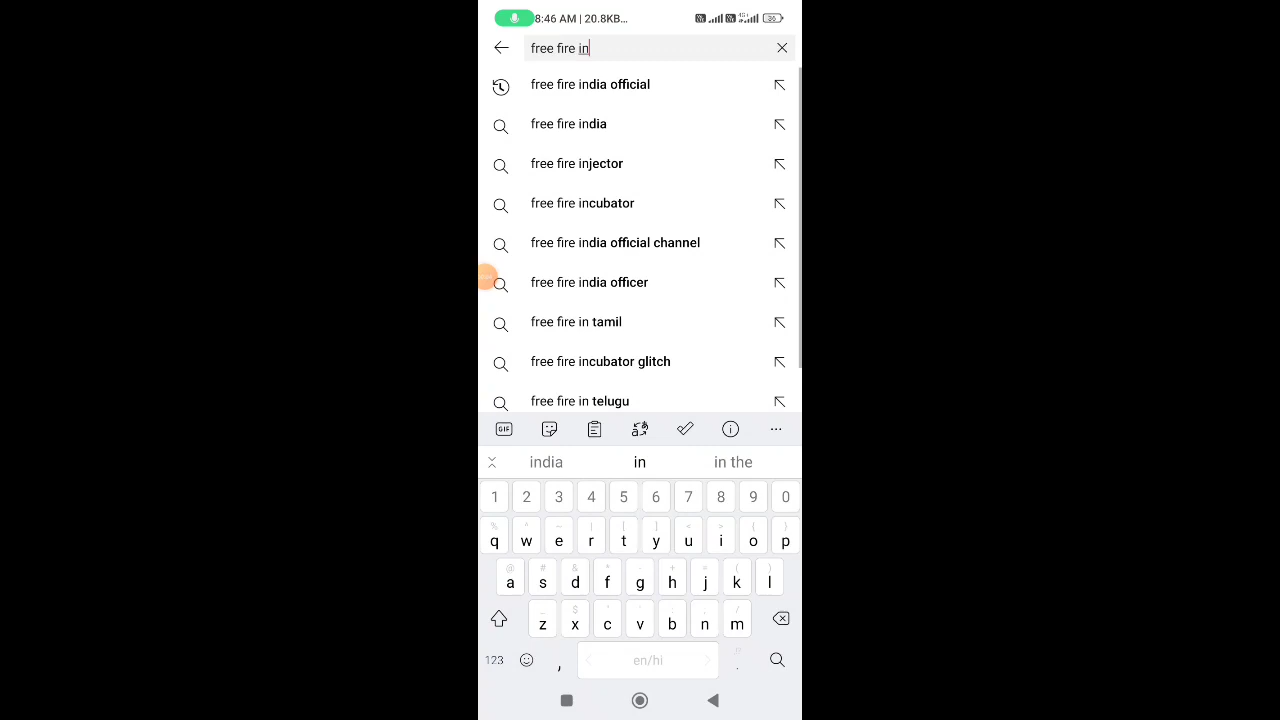 8:46 AM | 20.8KB...
4G+
36
free fire in
free fire india official
free fire india
free fire injector
free fire incubator
free fire india official channel
free fire india officer
free fire in tamil
free fire incubator glitch
free fire in telugu
GIF
india in in the
1 2 3 4 5 6 7 8 9 0
% ^ ~ | [ ] < > { }
q w e r t y u i o p
@ # & * - + = ( )
a s d f g h j k l
_ $ " ' : ; /
z x c v b n m
123 , en/hi .